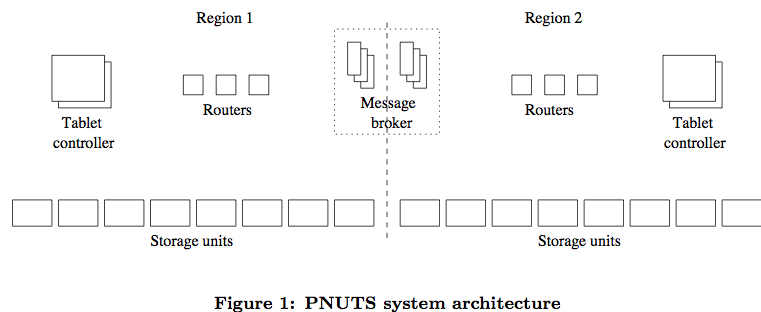 Region 1
Region 2
Tablet
controller
Routers
Message
broker
Routers
Tablet
controller
Storage units
Storage units
Figure 1: PNUTS system architecture